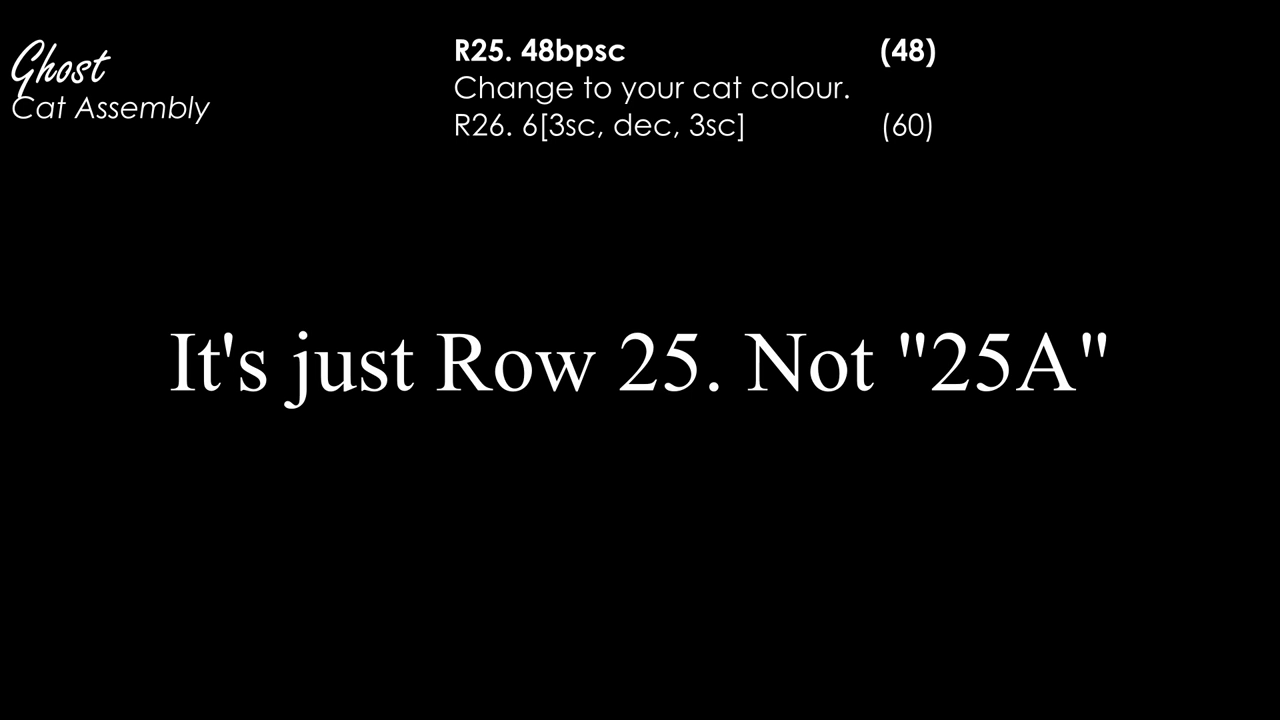 Ghost
Cat Assembly
R25. 48bpsc (48)
Change to your cat colour.
R26. 6[3sc, dec, 3sc] (60)
It's just Row 25. Not "25A"